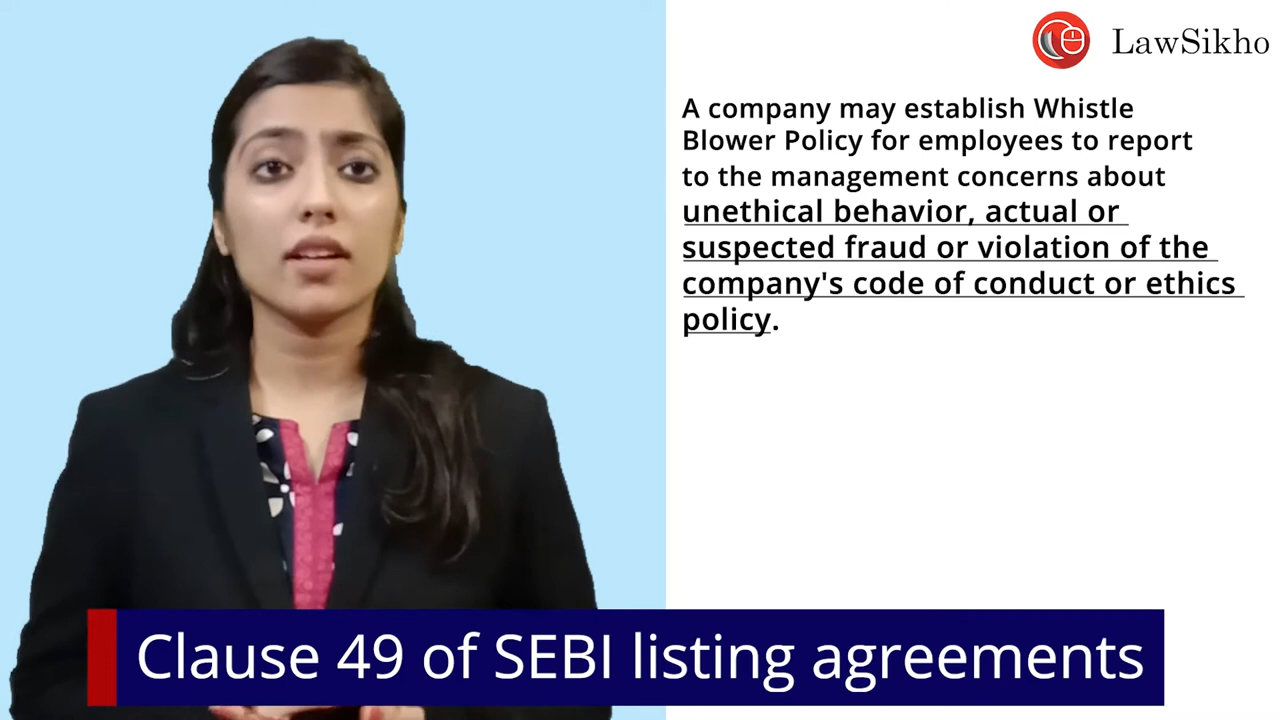 LawSikho
A company may establish Whistle
Blower Policy for employees to report
to the management concerns about
unethical behavior, actual or
suspected fraud or violation of the
company's code of conduct or ethics
policy.
Clause 49 of SEBI listing agreements